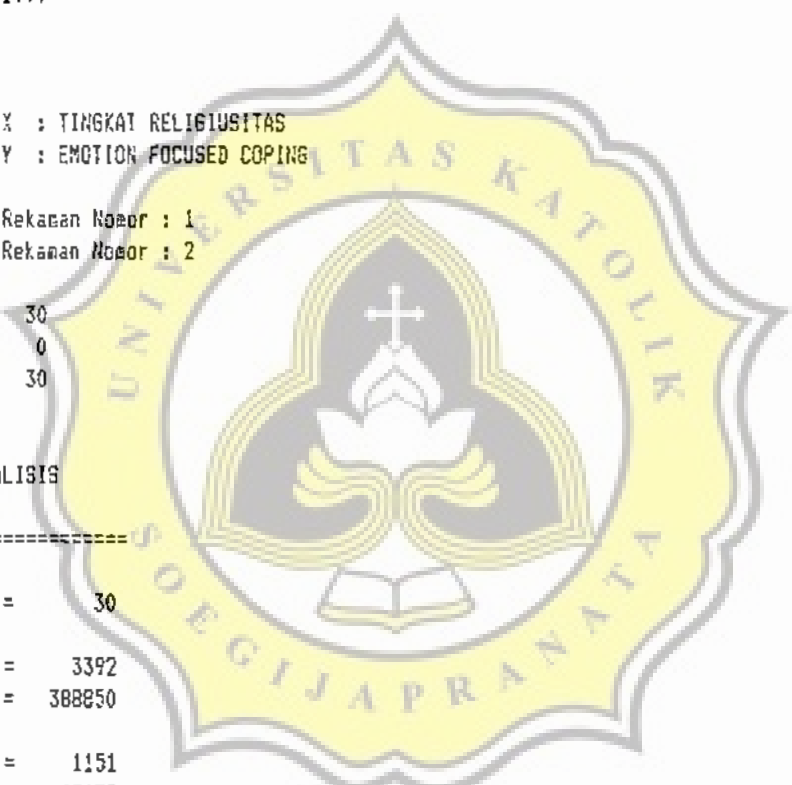 X : TINGKAT RELIGIUSITAS
Y : EMOTION FOCUSED COPING
Rekaman Nomor : 1
Rekaman Nomor : 2
30
0
30
ALISIS
============
= 30
= 3392
= 388850
= 1151
UNIVERSITAS KATOLIK
SOEGIJAPRANATA